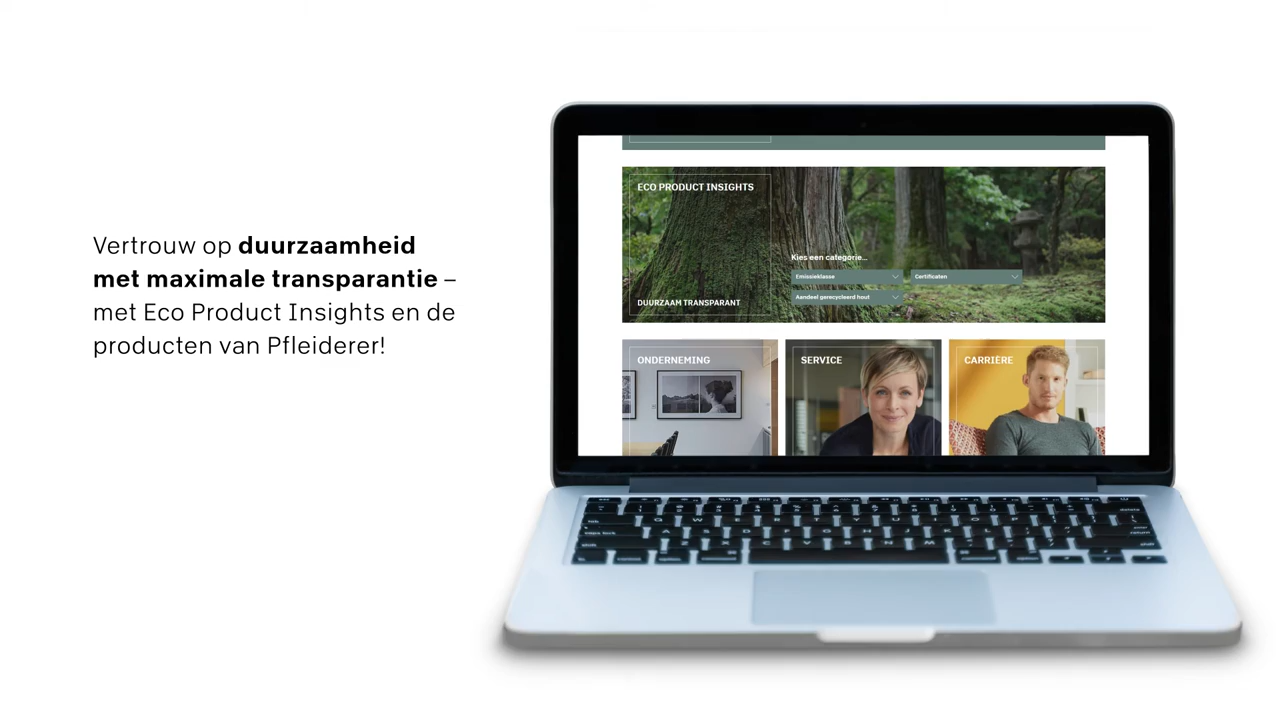 Vertrouw op duurzaamheid
met maximale transparantie –
met Eco Product Insights en de
producten van Pfleiderer!
ECO PRODUCT INSIGHTS
Kies een categorie...
Emissieklasse
Certificaten
Aandeel gerecycleerd hout
DUURZAAM TRANSPARANT
ONDERNEMING
SERVICE
CARRIÈRE